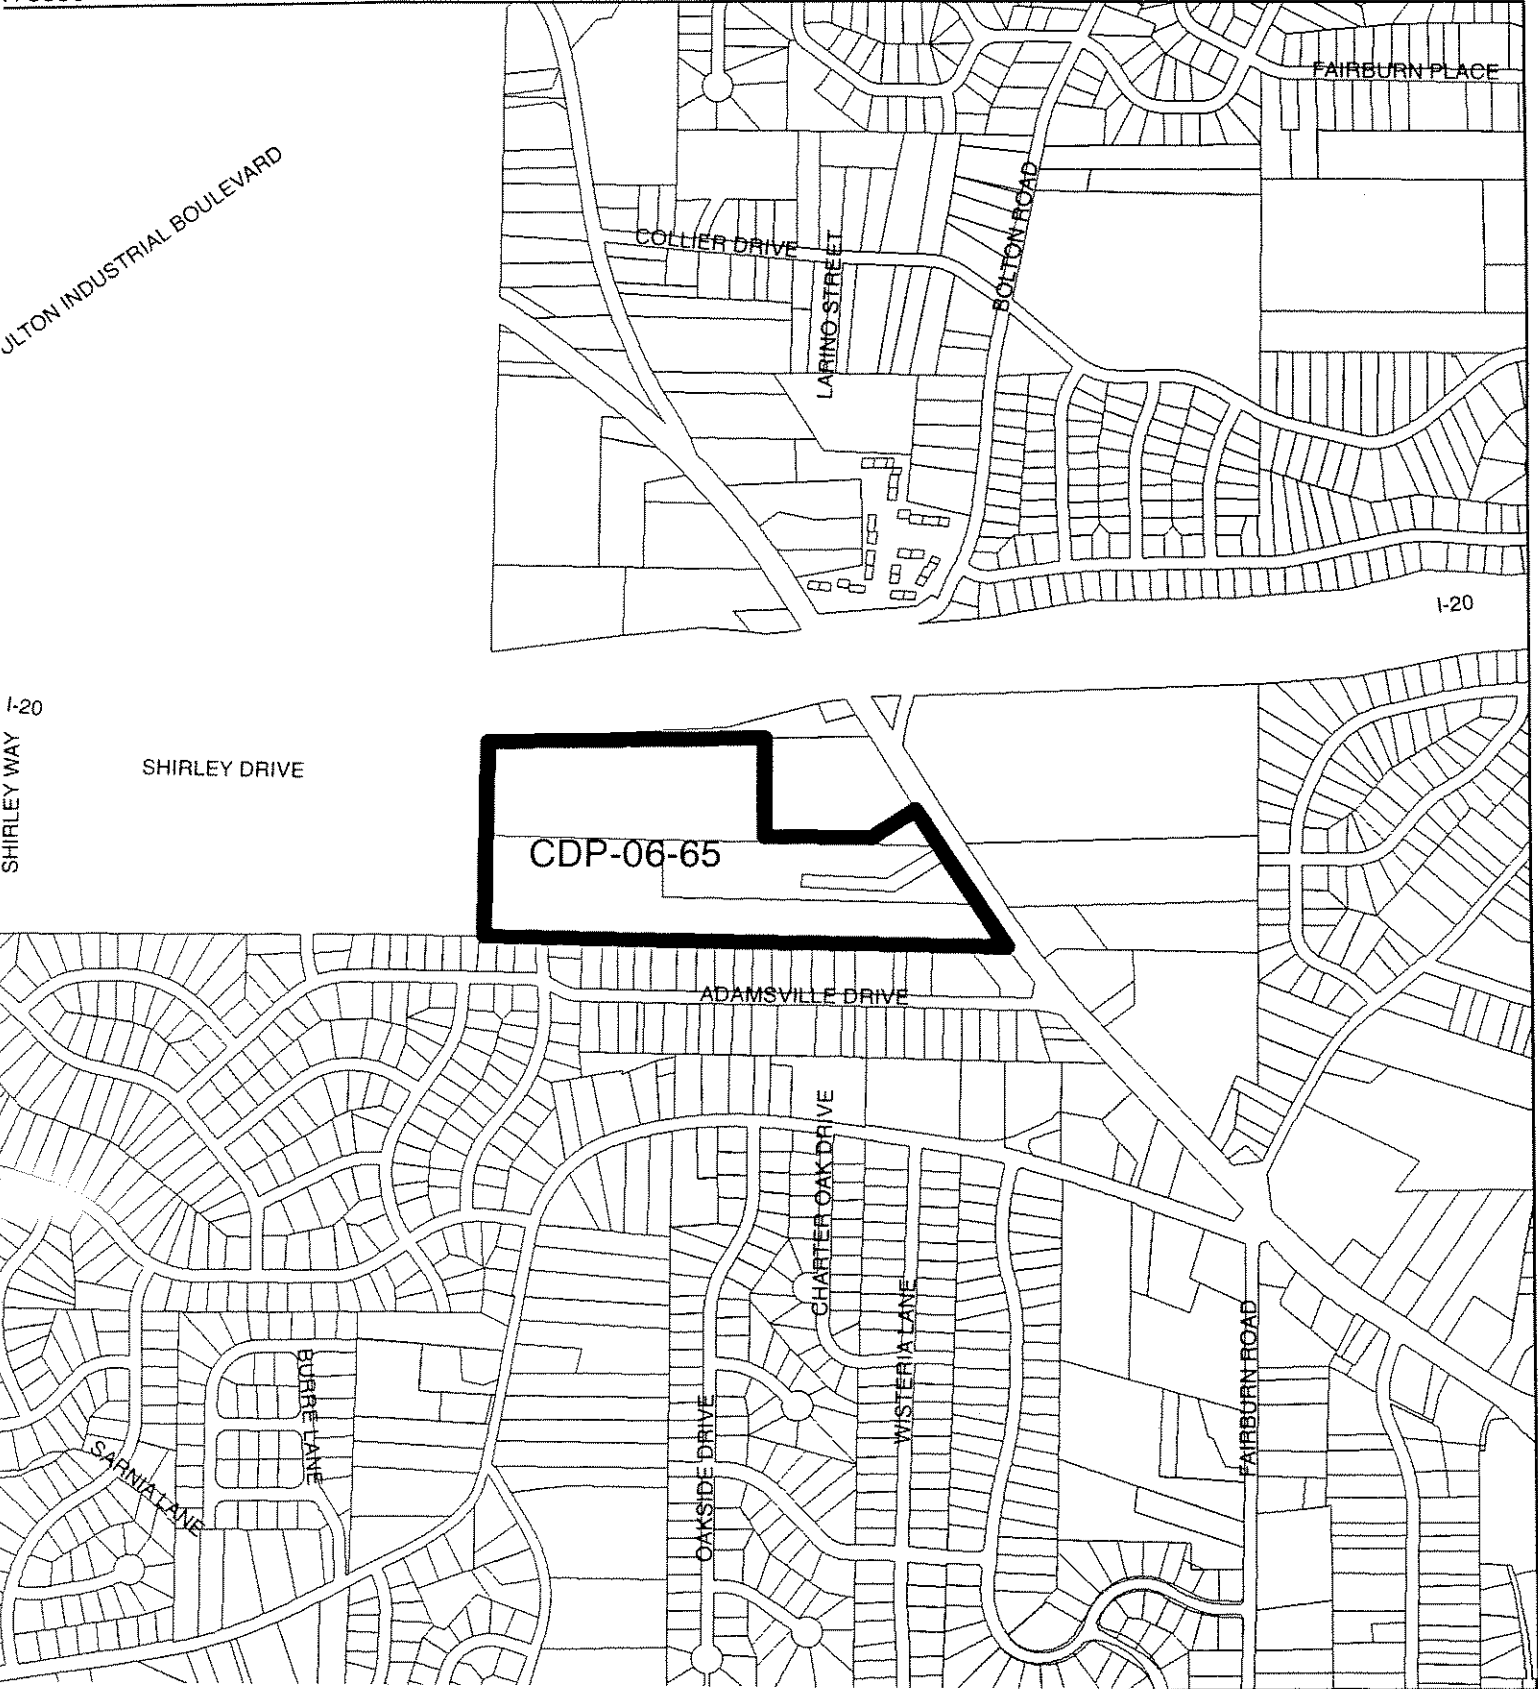 FAIRBURN PLACE
ULTON INDUSTRIAL BOULEVARD
BOLTON ROAD
COLLIER DRIVE
LARINO STREET
I-20
I-20
SHIRLEY WAY
SHIRLEY DRIVE
CDP-06-65
ADAMSVILLE DRIVE
CHARTER OAK DRIVE
WISTERIA LANE
FAIRBURN ROAD
BURRE LANE
OAKSIDE DRIVE
SARNIA LANE